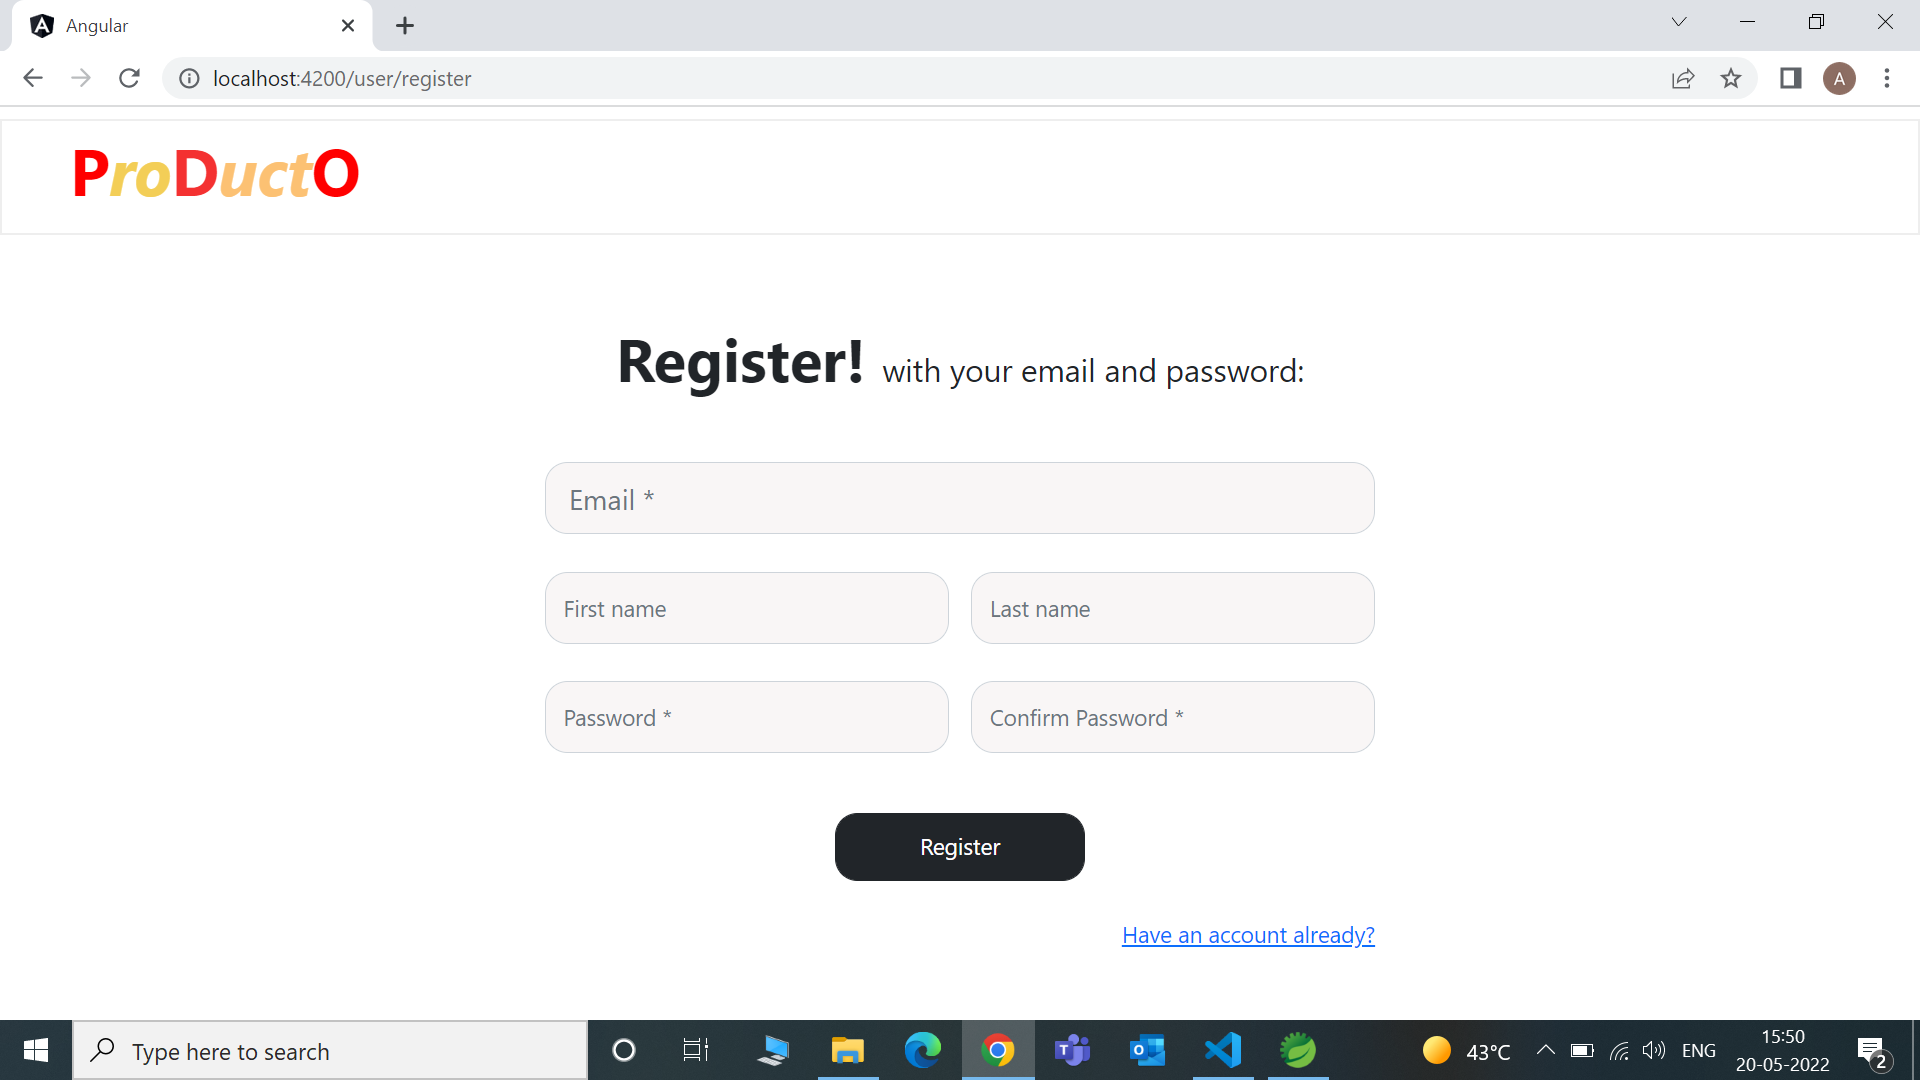 Angular
localhost:4200/user/register
A
ProDuctO
Register! with your email and password:
Email *
First name
Last name
Password *
Confirm Password *
Register
Have an account already?
Type here to search
43°C
ENG
15:50
20-05-2022
2